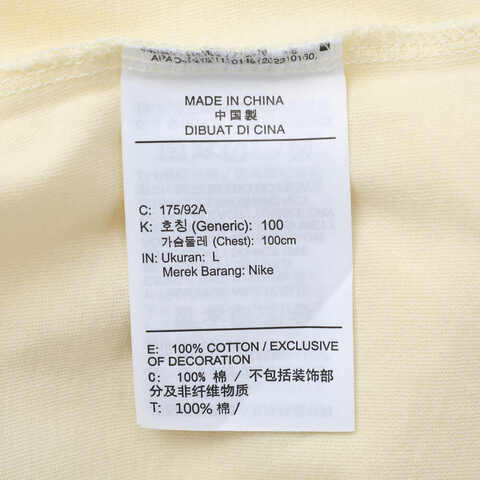 MADE IN CHINA
中国製
DIBUAT DI CINA
C: 175/92A
K: 호칭 (Generic): 100
가슴둘레 (Chest): 100cm
IN: Ukuran: L
Merek Barang: Nike
E: 100% COTTON / EXCLUSIVE
OF DECORATION
C: 100% 棉 / 不包括装饰部
分及非纤维物质
T: 100% 棉 /